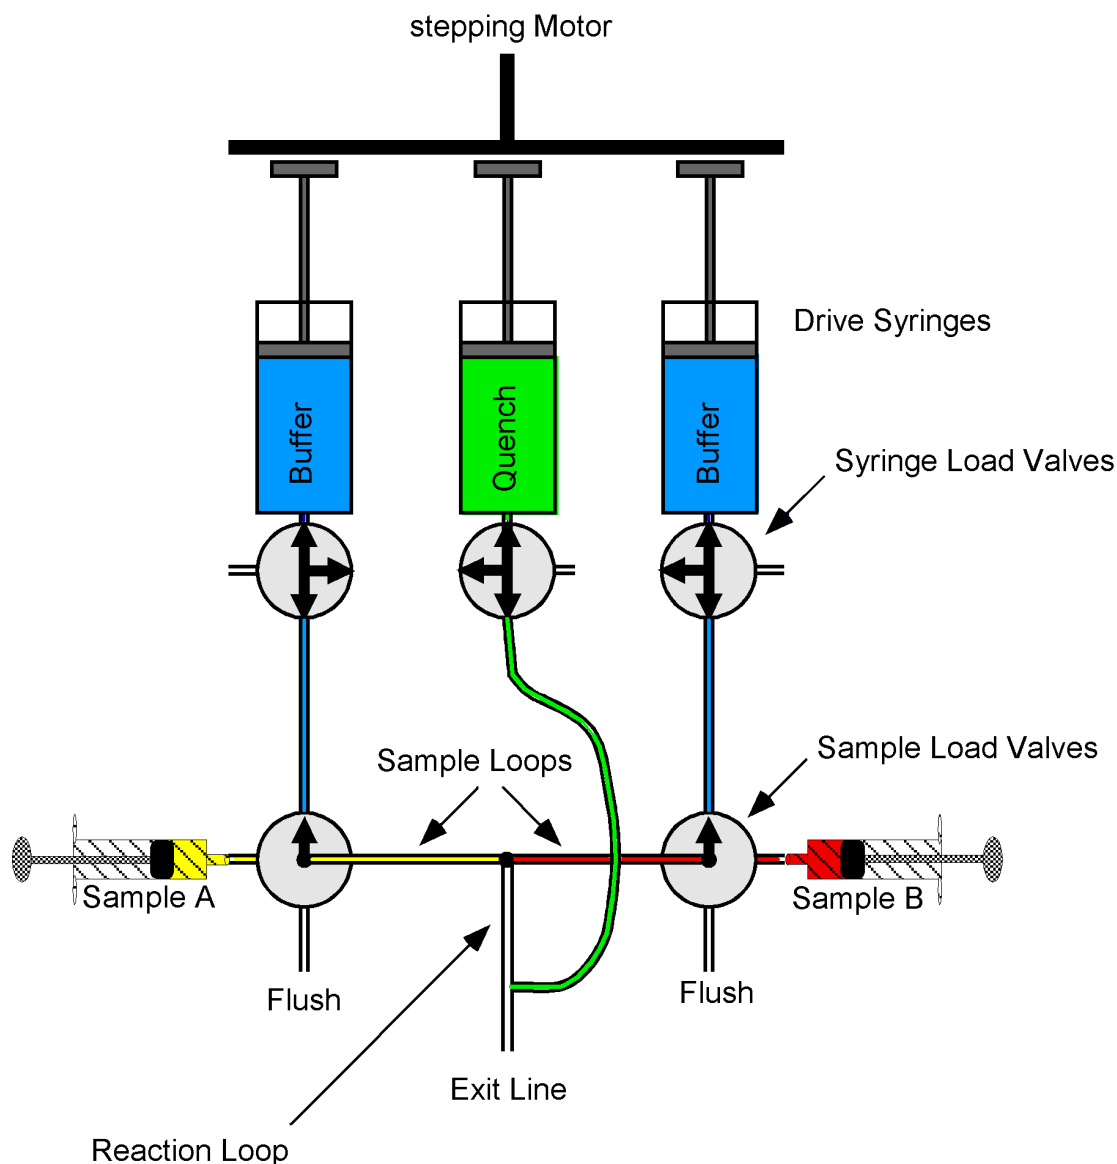 stepping Motor
Drive Syringes
Buffer
Quench
Buffer
Syringe Load Valves
Sample Loops
Sample Load Valves
Sample A
Sample B
Flush
Flush
Exit Line
Reaction Loop